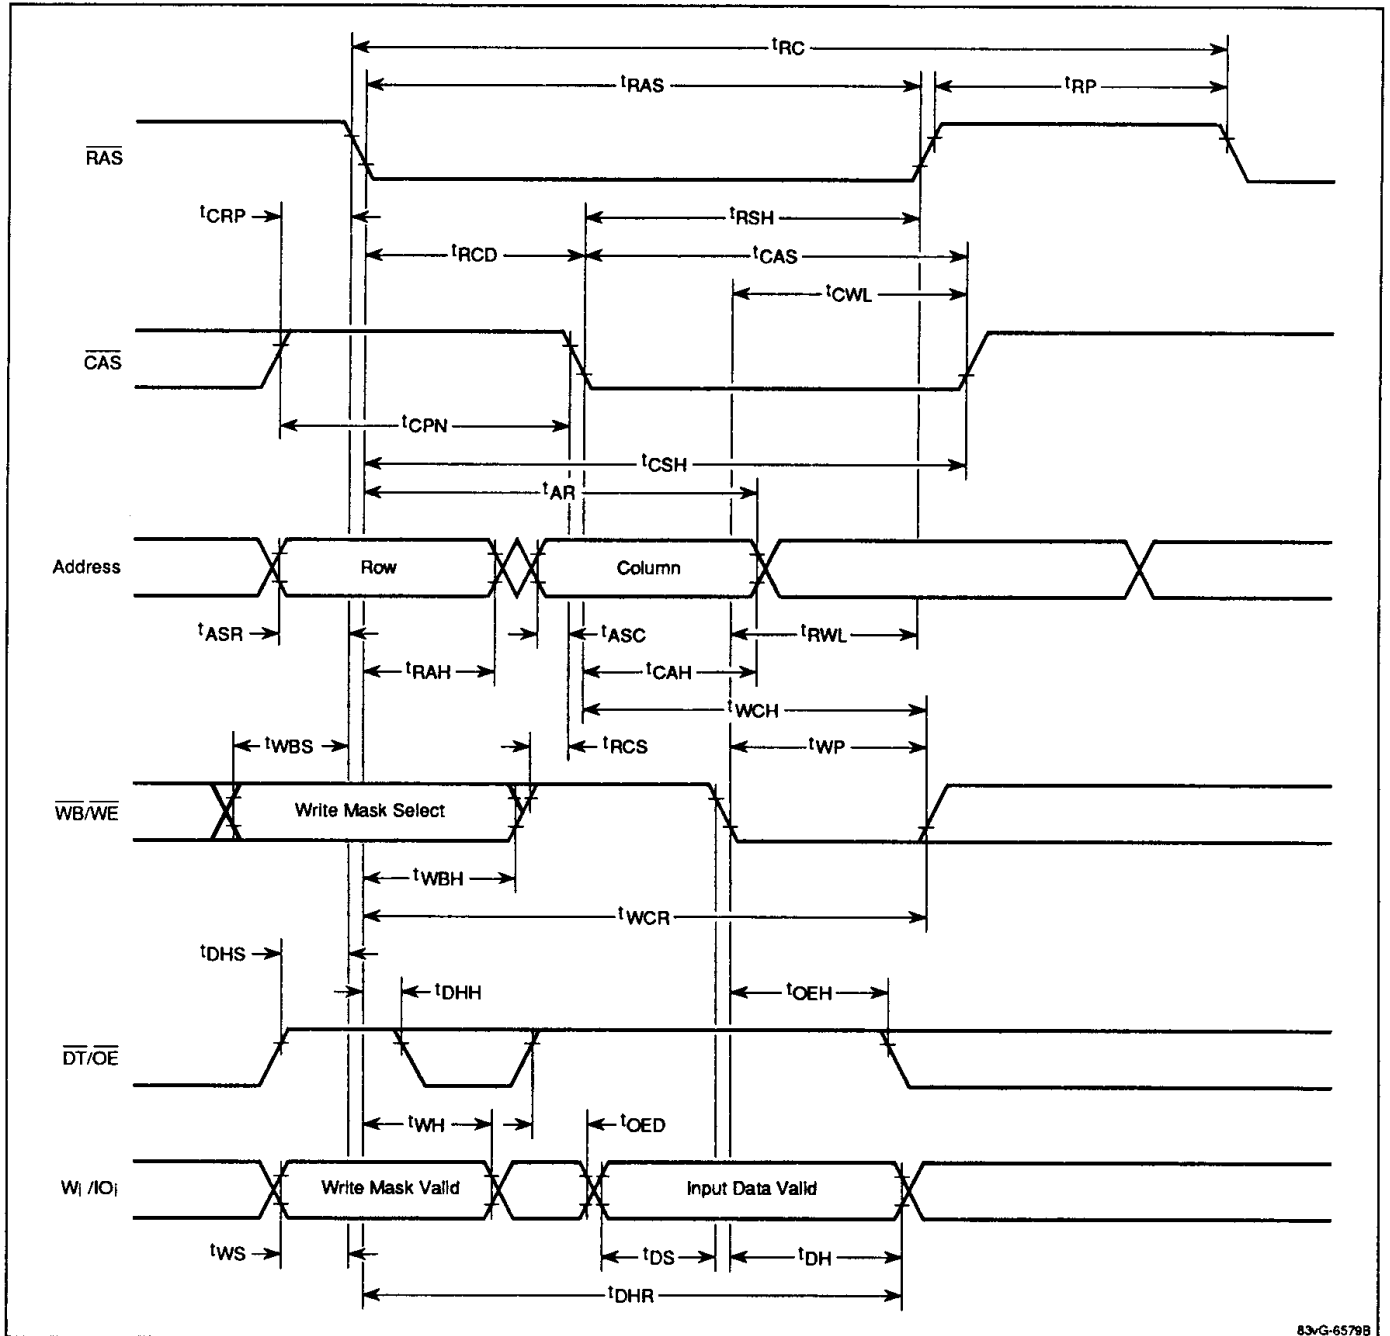 tRC
tRAS
tRP
RAS
tCRP
tRSH
tRCD
tCAS
tCWL
CAS
tCPN
tCSH
tAR
Address
Row
Column
tASR
tASC
tRWL
tRAH
tCAH
tWCH
tWBS
tRCS
tWP
WB/WE
Write Mask Select
tWBH
tWCR
tDHS
tDHH
tOEH
DT/OE
tWH
tOED
Wi /IOi
Write Mask Valid
Input Data Valid
tWS
tDS
tDH
tDHR
83vG-6579B